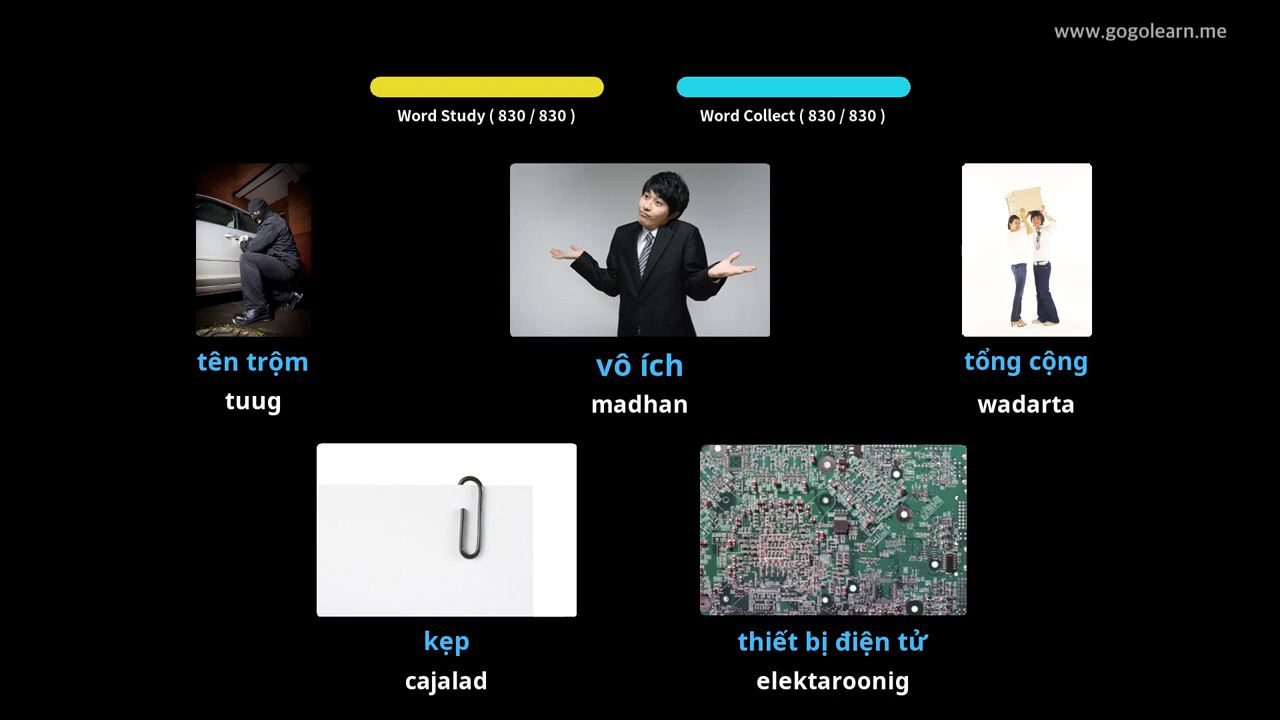 www.gogolearn.me
Word Study ( 830 / 830 )
Word Collect ( 830 / 830 )
tên trộm
tuug
vô ích
madhan
tổng cộng
wadarta
kẹp
cajalad
thiết bị điện tử
elektaroonig